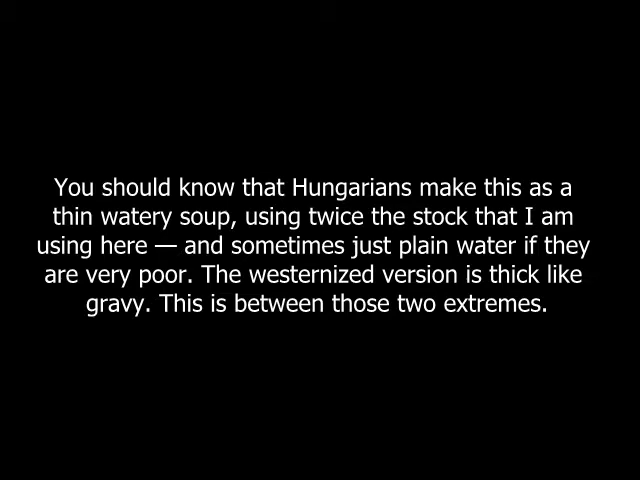 You should know that Hungarians make this as a
thin watery soup, using twice the stock that I am
using here — and sometimes just plain water if they
are very poor. The westernized version is thick like
gravy. This is between those two extremes.